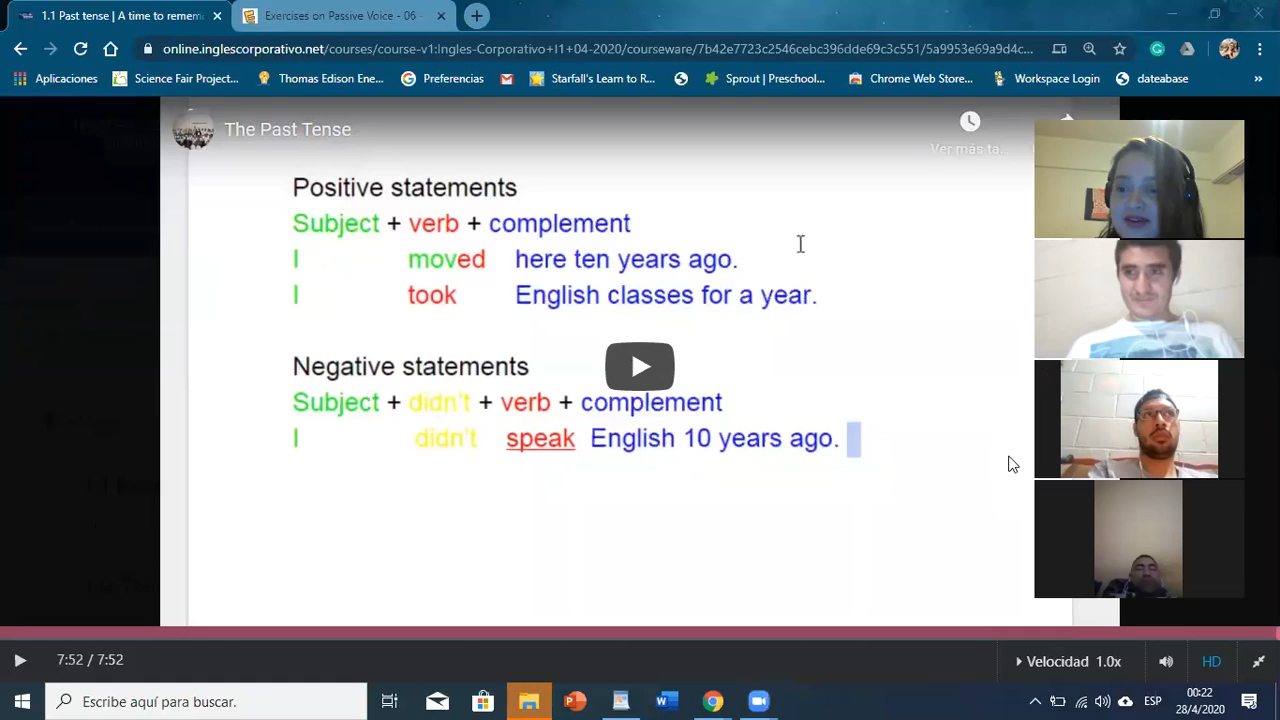 1.1 Past tense | A time to remem
Exercises on Passive Voice - 06 -
online.inglescorporativo.net/courses/course-v1:Ingles-Corporativo+I1+04-2020/courseware/7b42e7723c2546cebc396dde69c3c551/5a9953e69a9d4c...
Aplicaciones
Science Fair Project...
Thomas Edison Ene...
Preferencias
Starfall's Learn to R...
Sprout | Preschool...
Chrome Web Store...
Workspace Login
dateabase
»
The Past Tense
Ver más ta...
Positive statements
Subject + verb + complement
I moved here ten years ago.
I took English classes for a year.
Negative statements
Subject + didn't + verb + complement
I didn't speak English 10 years ago.
7:52 / 7:52
Velocidad 1.0x
HD
Escribe aquí para buscar.
ESP
00:22
28/4/2020